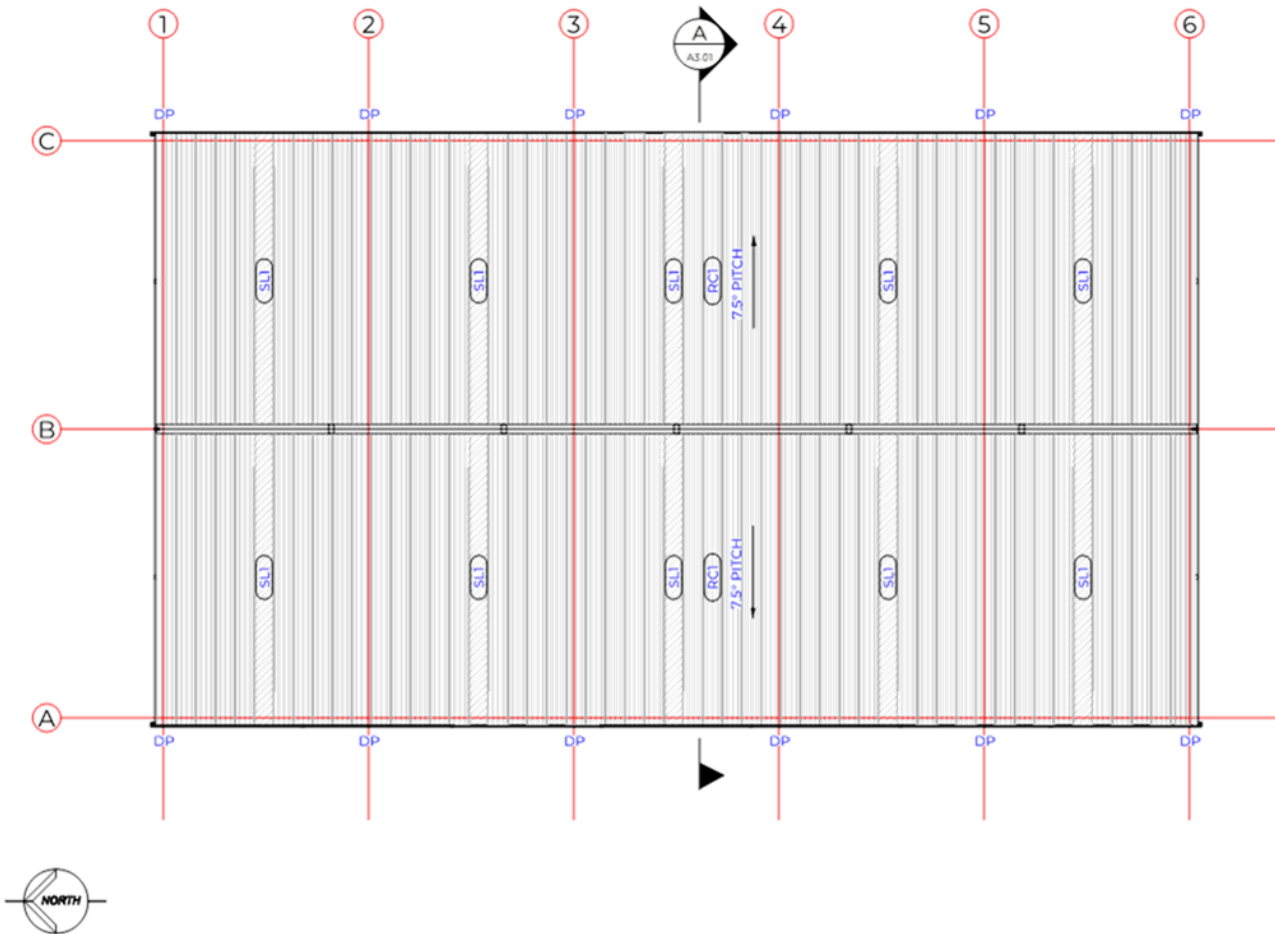 1
2
3
A
A3.01
4
5
6
DP
DP
DP
DP
DP
DP
C
SL1
SL1
SL1
RC1
7.5° PITCH
SL1
SL1
B
SL1
SL1
SL1
RC1
7.5° PITCH
SL1
SL1
A
DP
DP
DP
DP
DP
DP
NORTH